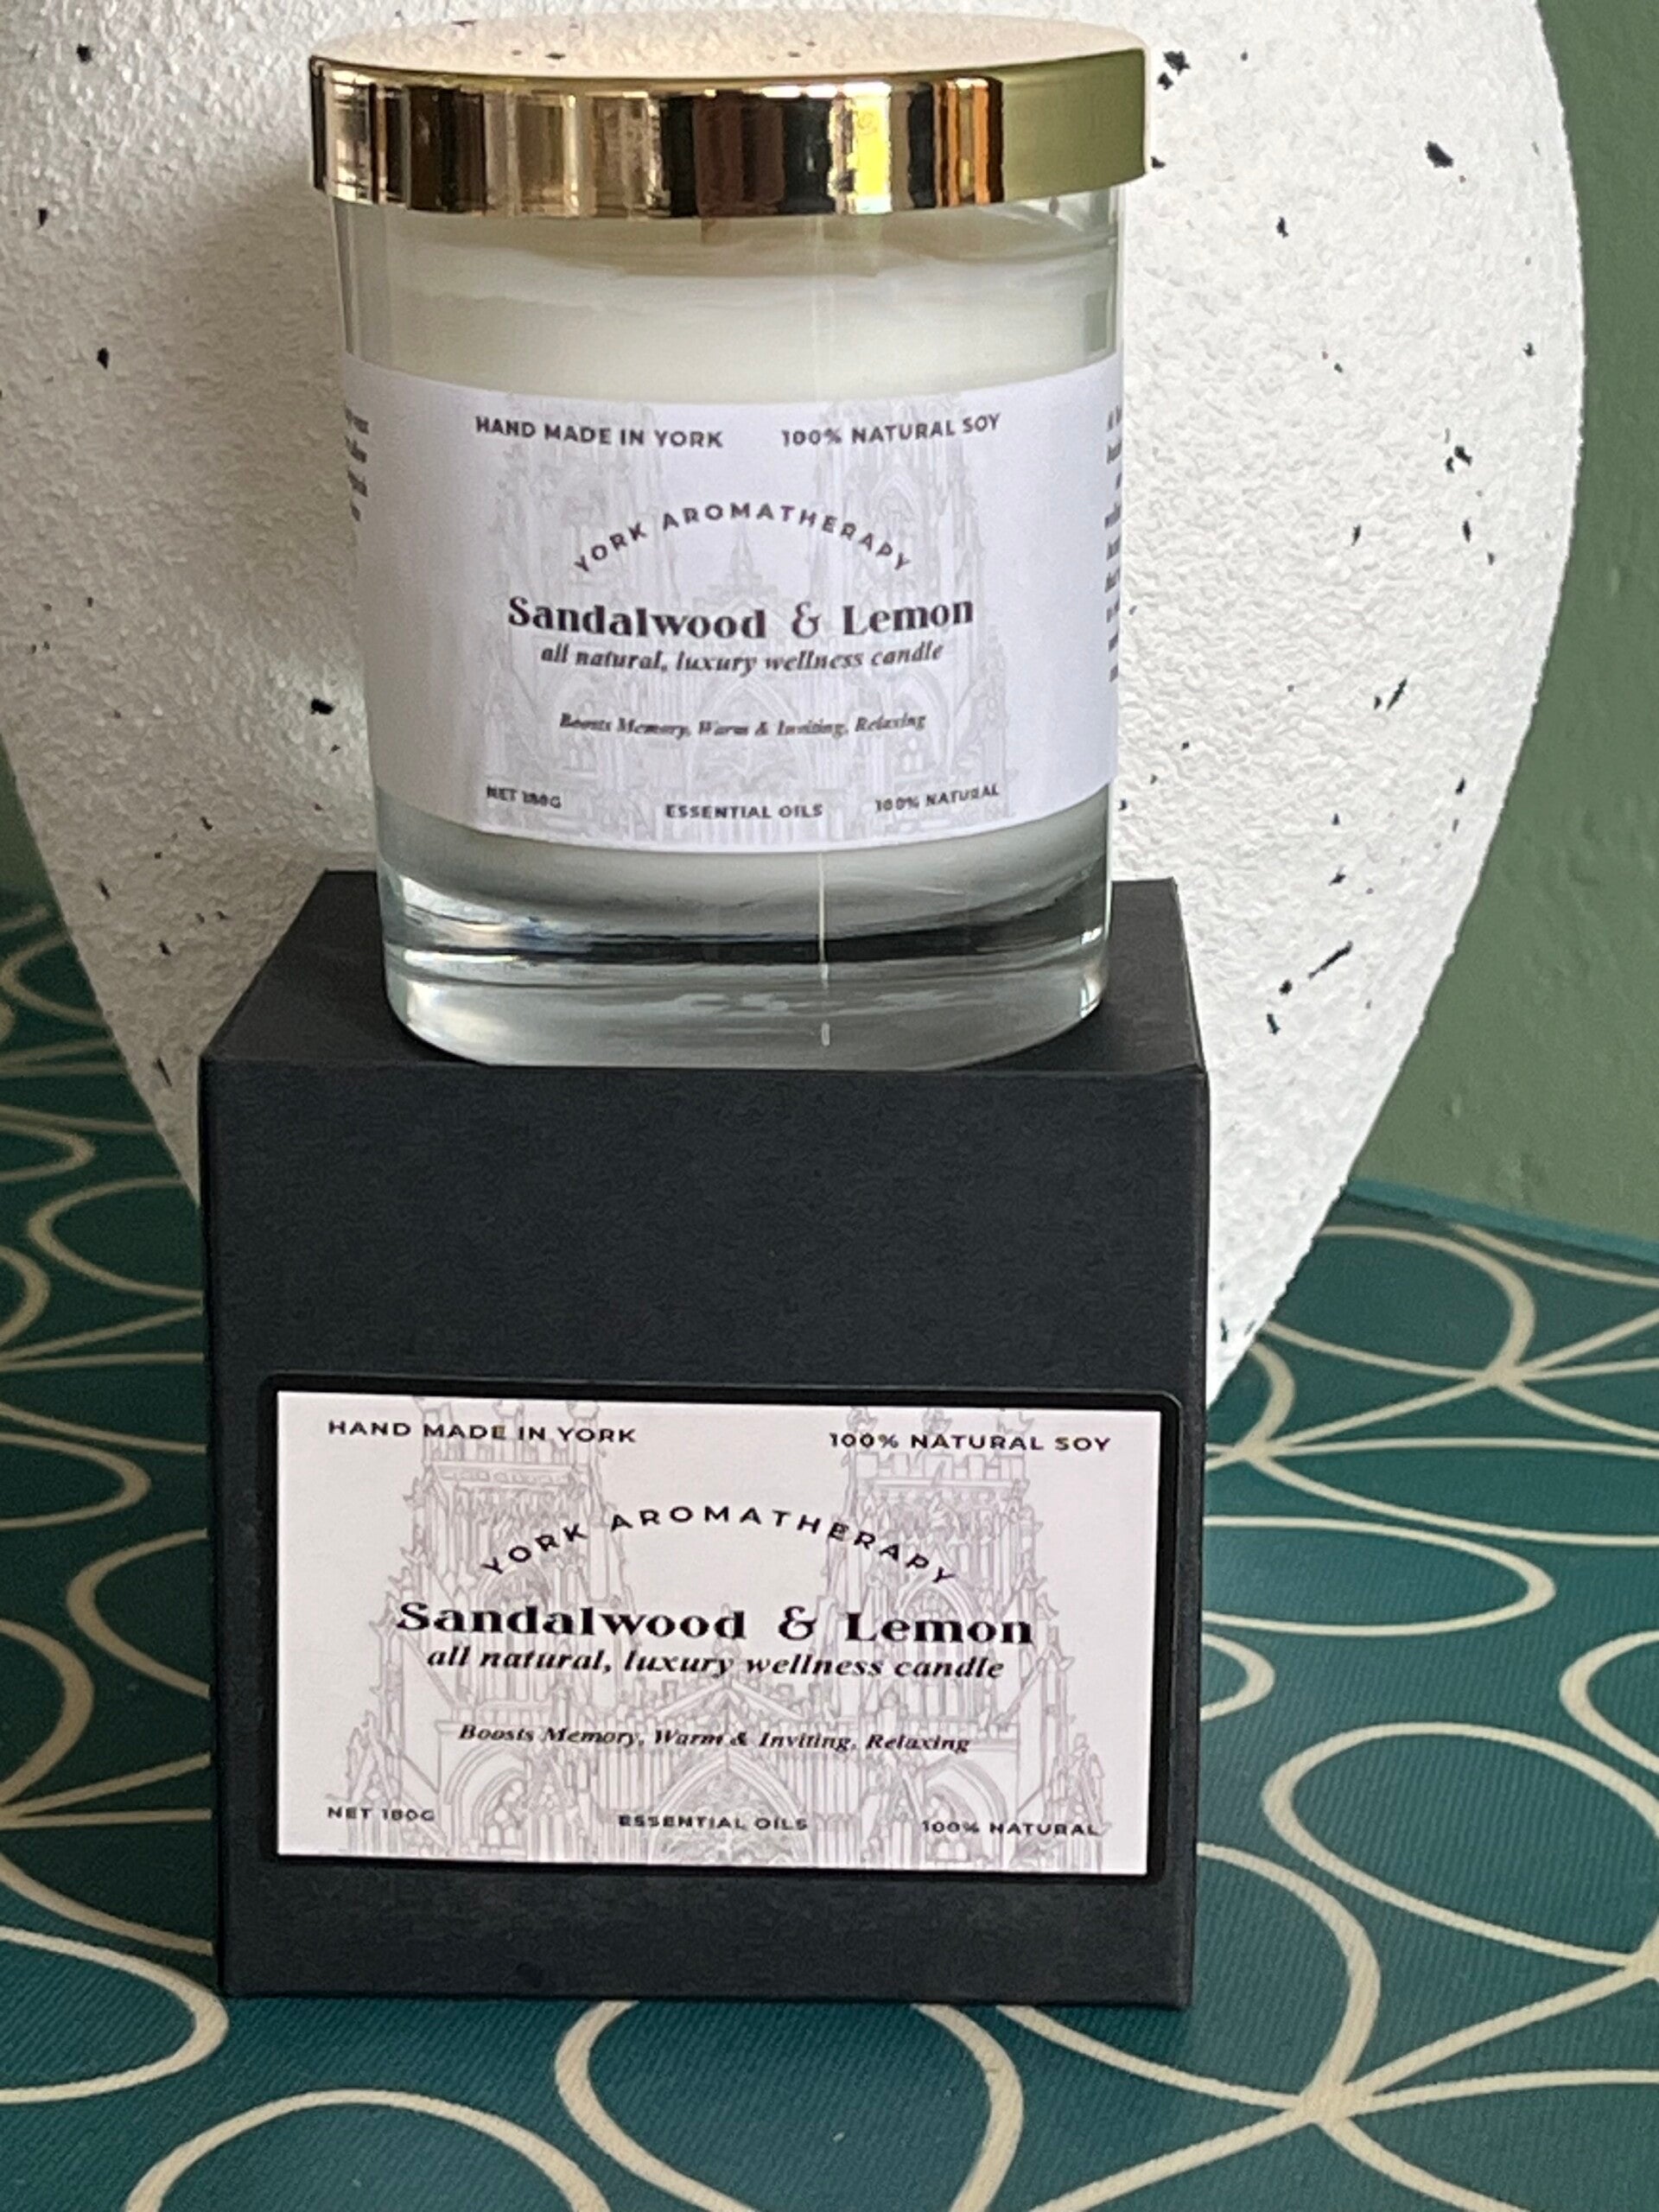 HAND MADE IN YORK 100% NATURAL SOY
YORK AROMATHERAPY
Sandalwood & Lemon
all natural, luxury wellness candle
Boosts Memory, Warm & Inviting, Relaxing
NET 180G ESSENTIAL OILS 100% NATURAL
HAND MADE IN YORK 100% NATURAL SOY
YORK AROMATHERAPY
Sandalwood & Lemon
all natural, luxury wellness candle
Boosts Memory, Warm & Inviting, Relaxing
NET 180G ESSENTIAL OILS 100% NATURAL